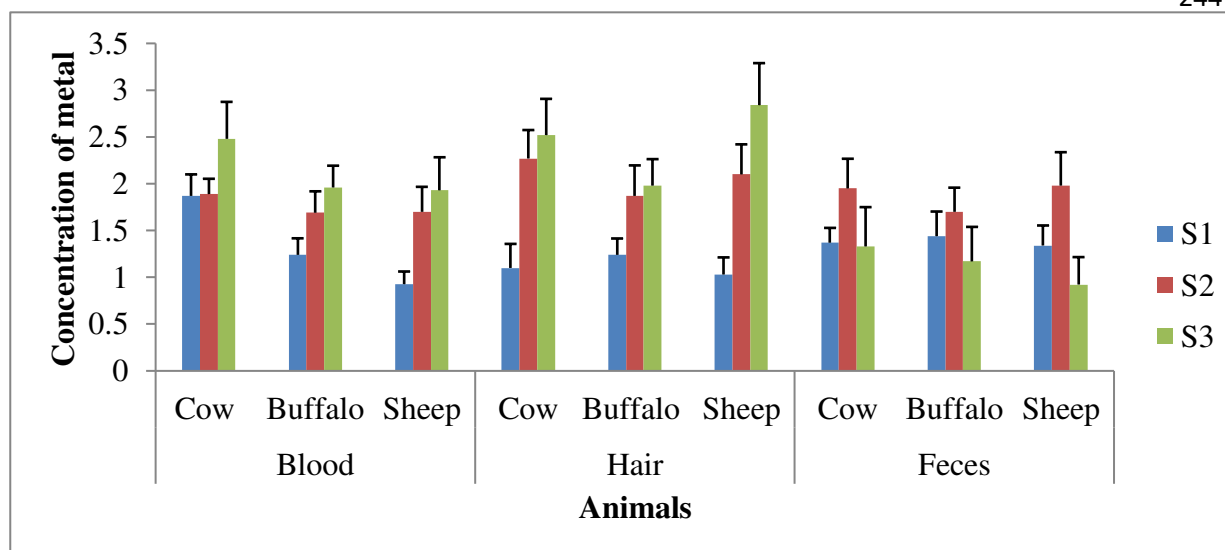 244
3.5
3
2.5
2
1.5
1
0.5
0
Concentration of metal
Cow Buffalo Sheep Cow Buffalo Sheep Cow Buffalo Sheep
Blood Hair Feces
Animals
S1
S2
S3